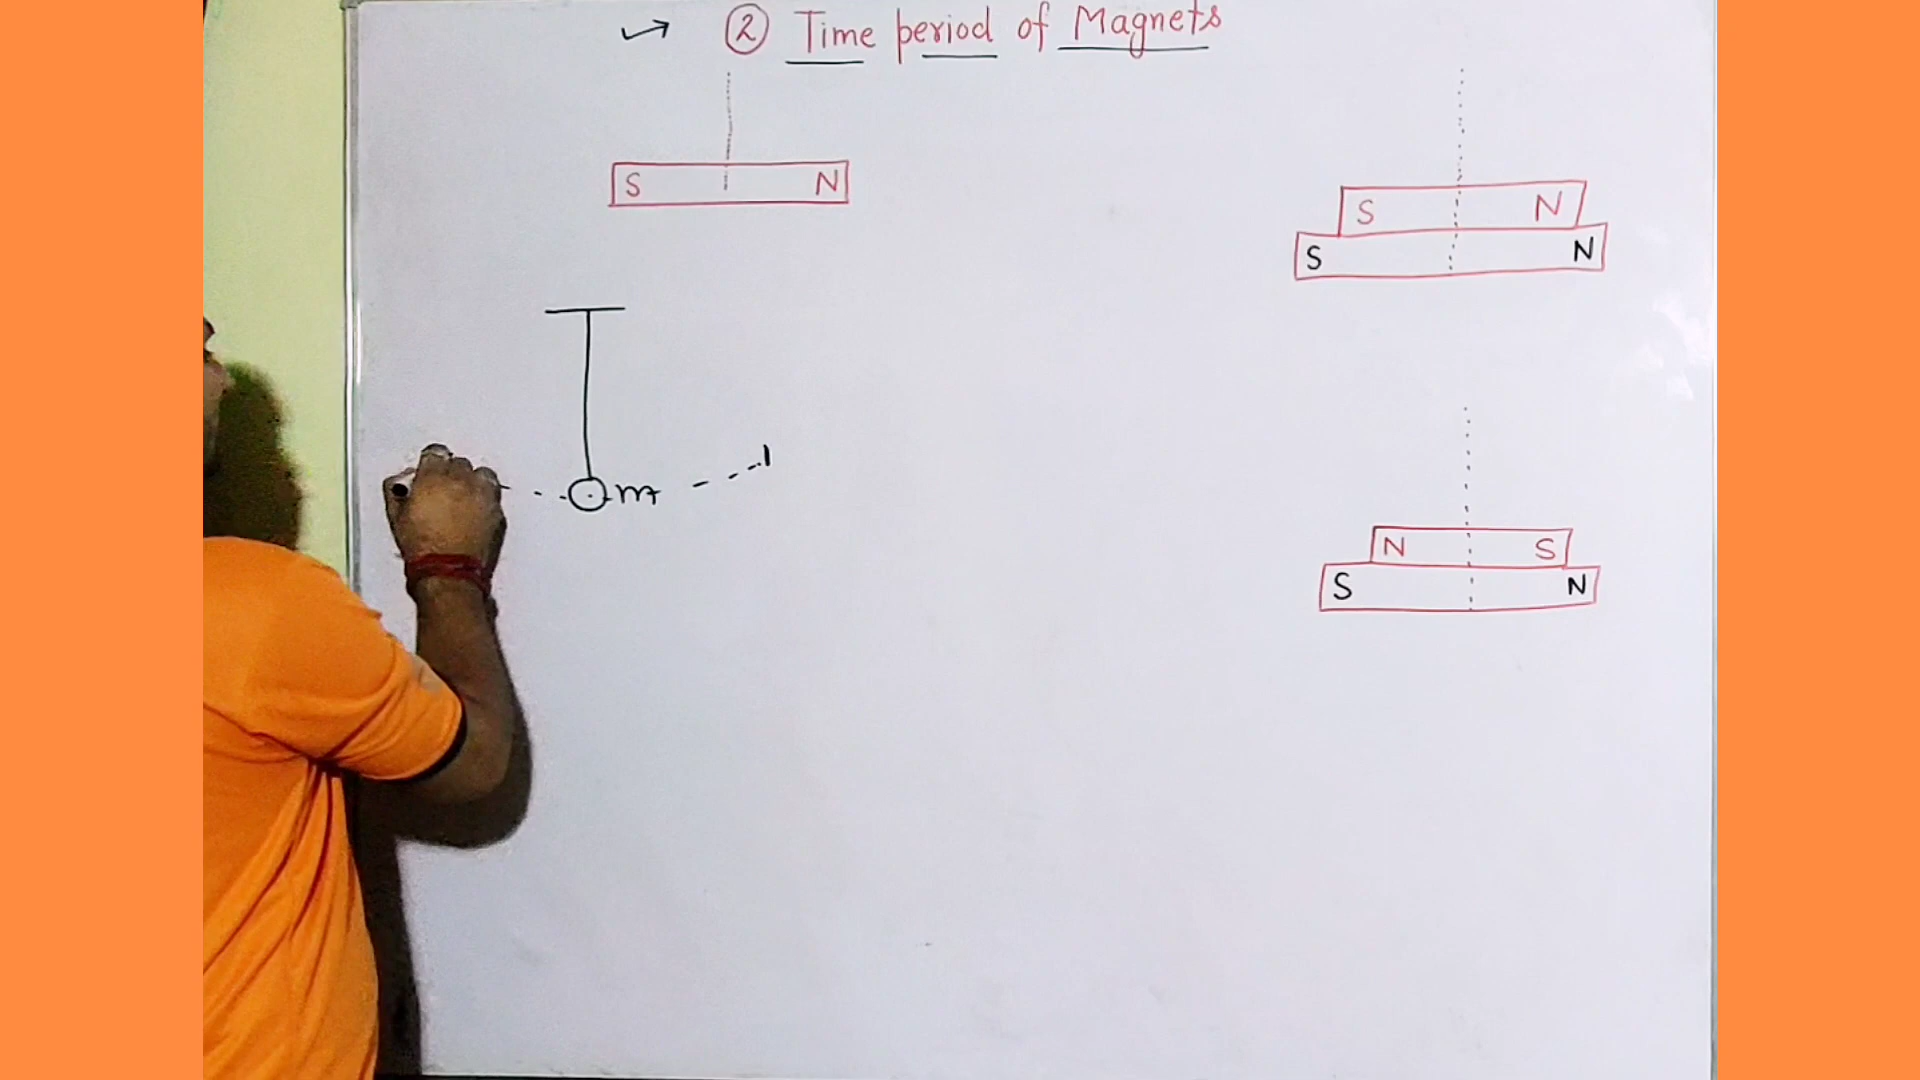 ② Time period of Magnets
S N
S N
S N
m
N S
S N